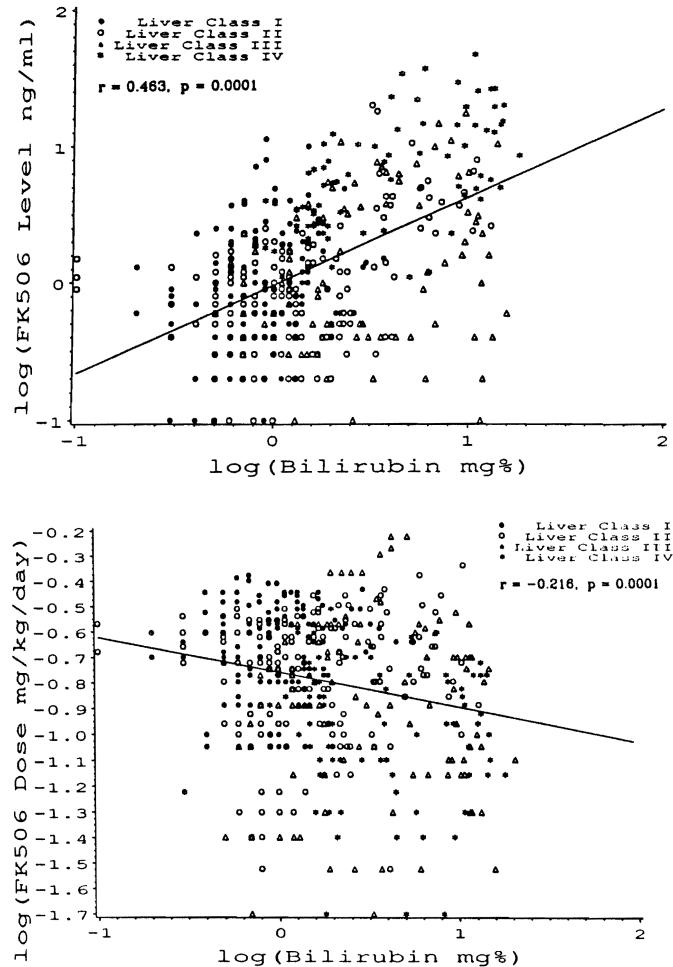 2
• Liver Class I
○ Liver Class II
▲ Liver Class III
* Liver Class IV
r = 0.463, p = 0.0001
1
0
-1
log(FK506 Level ng/ml)
-1 0 1 2
log(Bilirubin mg%)
-0.2
• Liver Class I
○ Liver Class II
▲ Liver Class III
* Liver Class IV
r = -0.216, p = 0.0001
-0.3
-0.4
-0.5
-0.6
-0.7
-0.8
-0.9
-1.0
-1.1
-1.2
-1.3
-1.4
-1.5
-1.6
-1.7
log(FK506 Dose mg/kg/day)
-1 0 1 2
log(Bilirubin mg%)